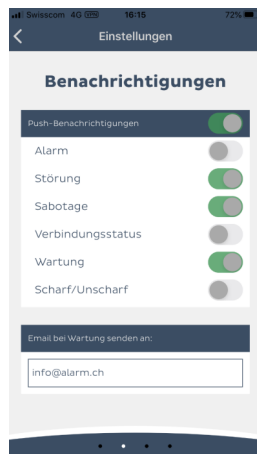 Swisscom 4G VPN 16:15 72%
Einstellungen
Benachrichtigungen
Push-Benachrichtigungen
Alarm
Störung
Sabotage
Verbindungsstatus
Wartung
Scharf/Unscharf
Email bei Wartung senden an:
info@alarm.ch